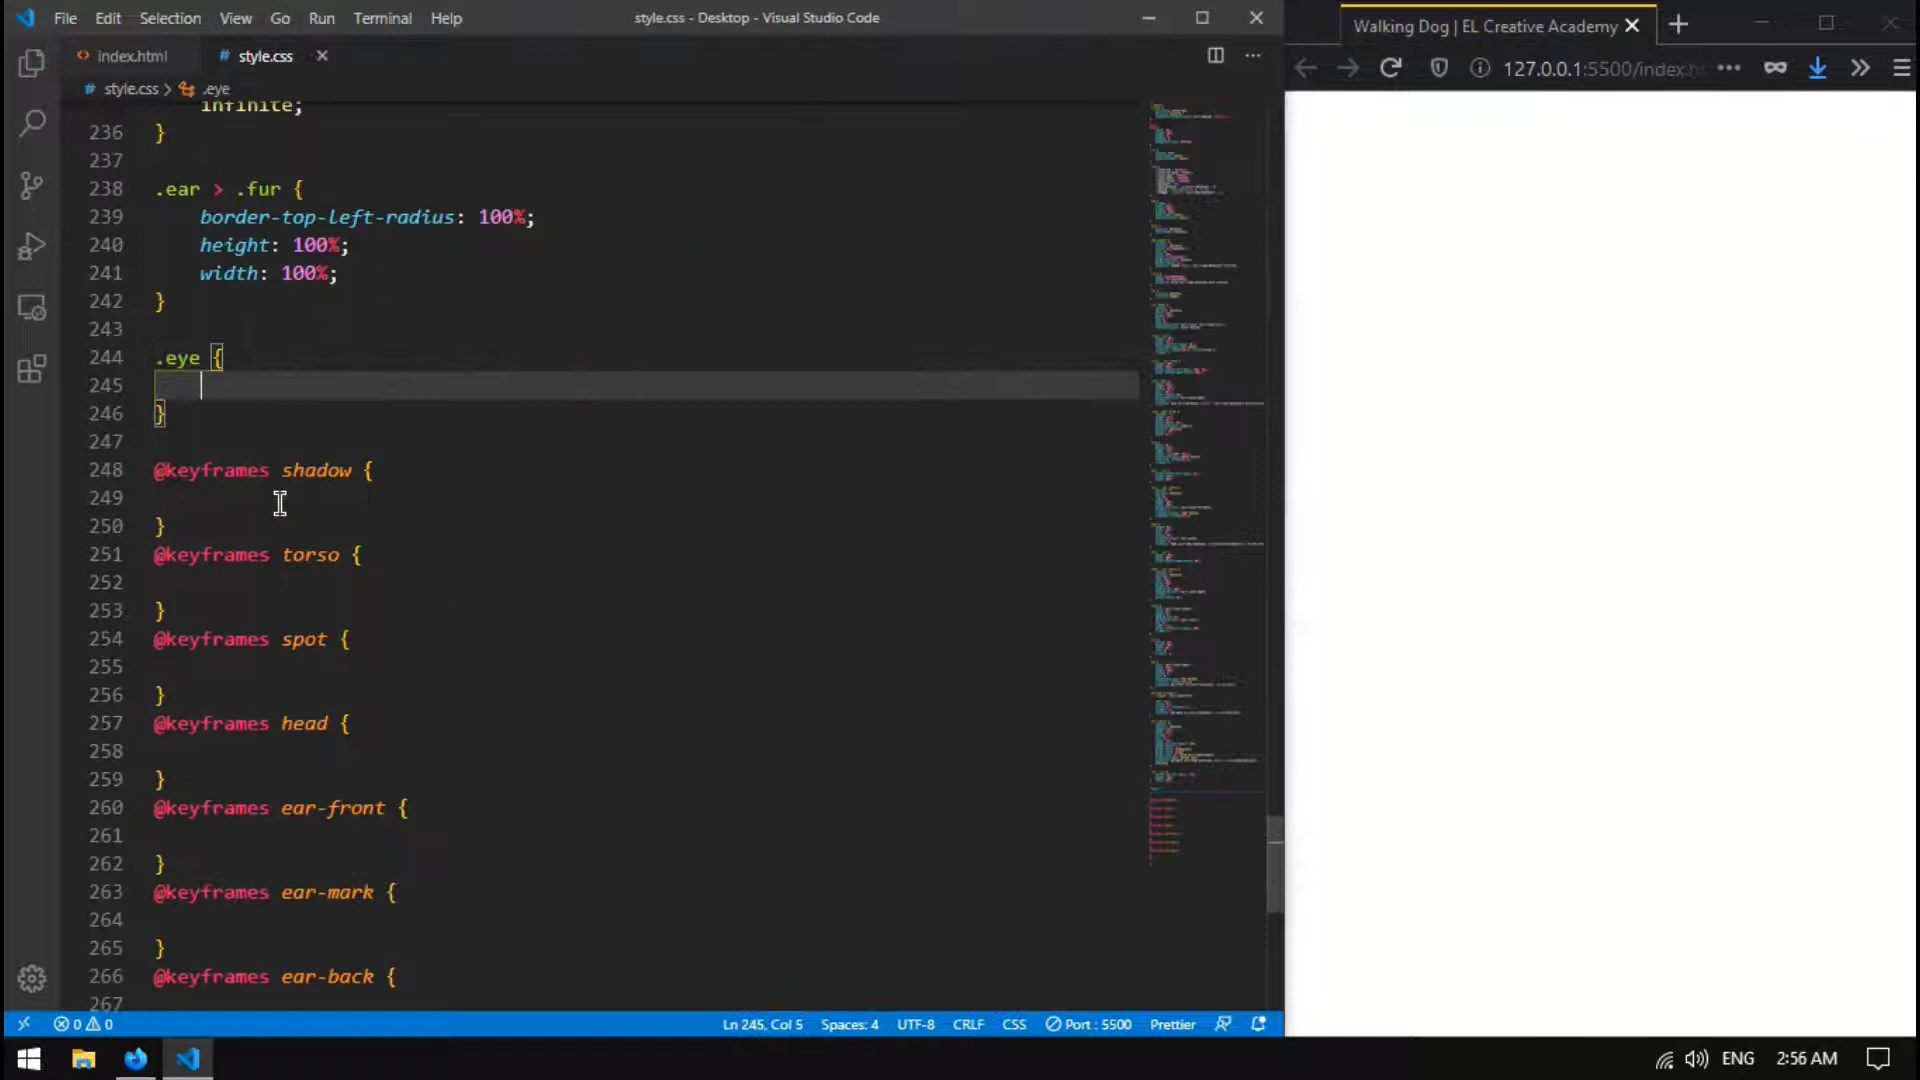 File Edit Selection View Go Run Terminal Help
style.css - Desktop - Visual Studio Code
Walking Dog | EL Creative Academy
index.html
style.css
127.0.0.1:5500/index.h
style.css > .eye
infinite;
236 }
237
238 .ear > .fur {
239 border-top-left-radius: 100%;
240 height: 100%;
241 width: 100%;
242 }
243
244 .eye {
245
246 }
247
248 @keyframes shadow {
249
250 }
251 @keyframes torso {
252
253 }
254 @keyframes spot {
255
256 }
257 @keyframes head {
258
259 }
260 @keyframes ear-front {
261
262 }
263 @keyframes ear-mark {
264
265 }
266 @keyframes ear-back {
267
0 0 Ln 245, Col 5 Spaces: 4 UTF-8 CRLF CSS Port : 5500 Prettier
ENG 2:56 AM